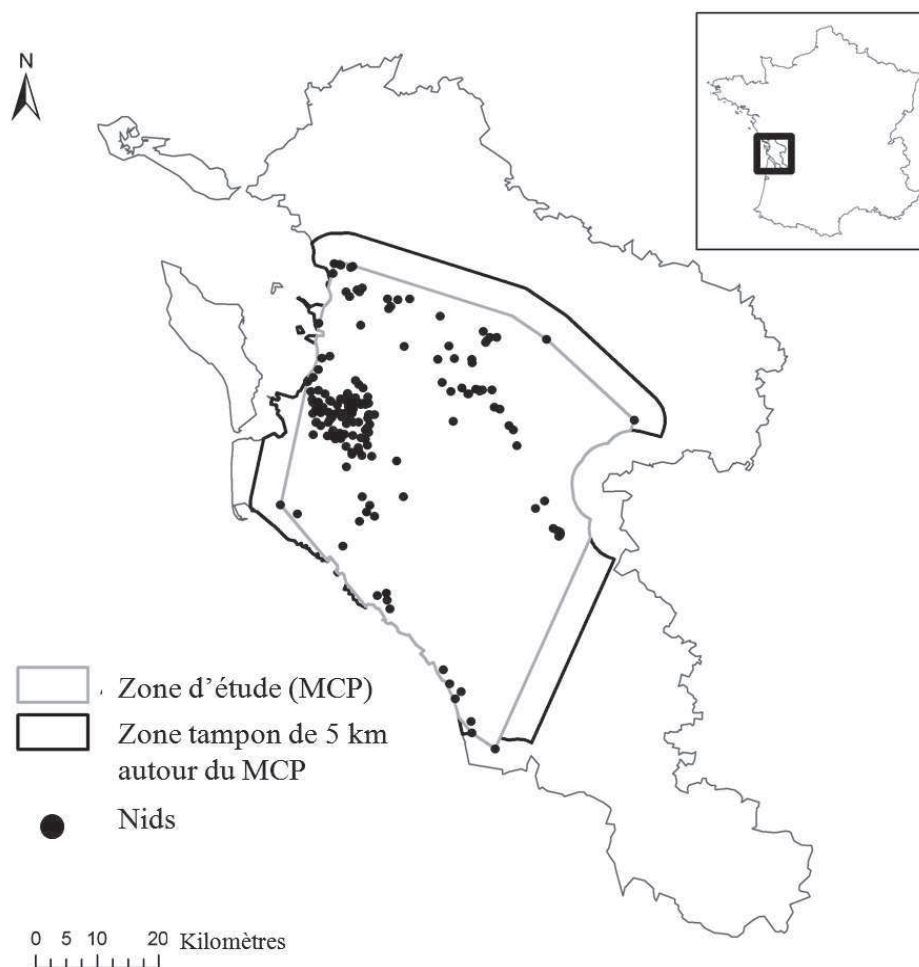 N
Zone d'étude (MCP)
Zone tampon de 5 km
autour du MCP
Nids
0 5 10 20 Kilomètres